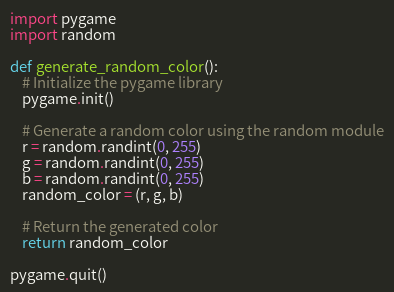 import pygame
import random

def generate_random_color():
    # Initialize the pygame library
    pygame.init()

    # Generate a random color using the random module
    r = random.randint(0, 255)
    g = random.randint(0, 255)
    b = random.randint(0, 255)
    random_color = (r, g, b)

    # Return the generated color
    return random_color

pygame.quit()